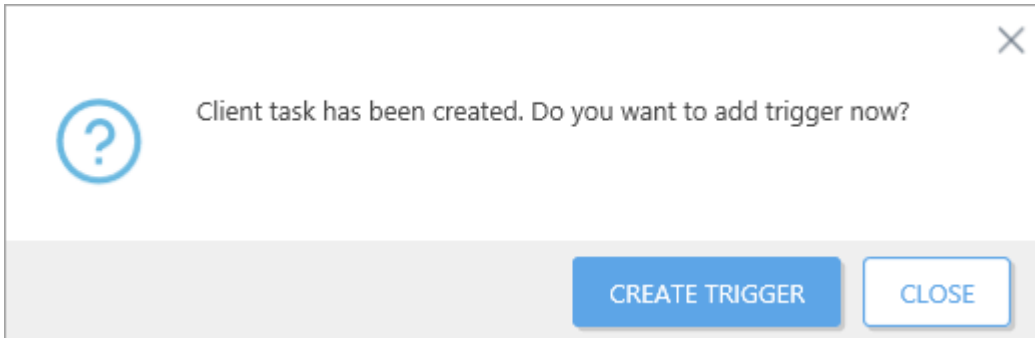 Client task has been created. Do you want to add trigger now?
?
CREATE TRIGGER
CLOSE